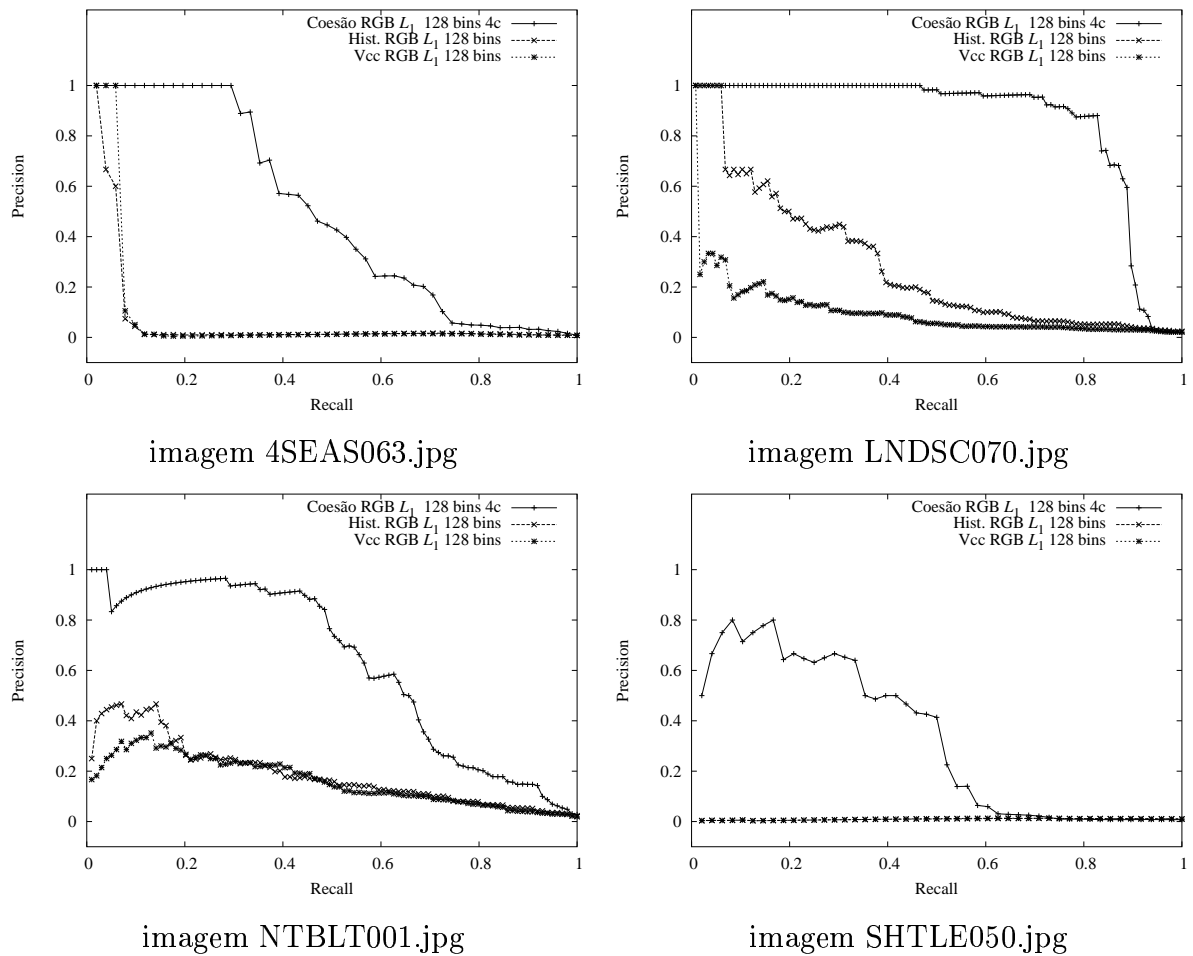 Coesão RGB L1 128 bins 4c
Hist. RGB L1 128 bins
Vcc RGB L1 128 bins
1
0.8
0.6
0.4
0.2
0
Precision
0 0.2 0.4 0.6 0.8 1
Recall
imagem 4SEAS063.jpg
Coesão RGB L1 128 bins 4c
Hist. RGB L1 128 bins
Vcc RGB L1 128 bins
1
0.8
0.6
0.4
0.2
0
Precision
0 0.2 0.4 0.6 0.8 1
Recall
imagem LNDSC070.jpg
Coesão RGB L1 128 bins 4c
Hist. RGB L1 128 bins
Vcc RGB L1 128 bins
1
0.8
0.6
0.4
0.2
0
Precision
0 0.2 0.4 0.6 0.8 1
Recall
imagem NTBLT001.jpg
Coesão RGB L1 128 bins 4c
Hist. RGB L1 128 bins
Vcc RGB L1 128 bins
1
0.8
0.6
0.4
0.2
0
Precision
0 0.2 0.4 0.6 0.8 1
Recall
imagem SHTLE050.jpg